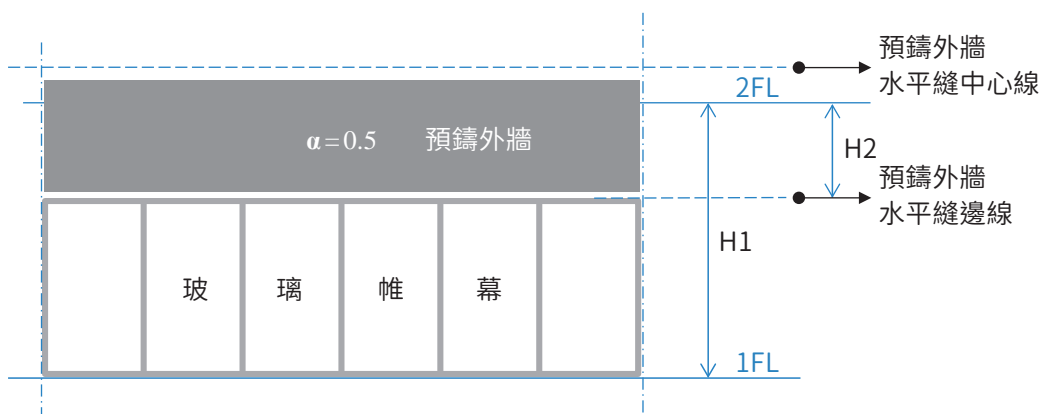 預鑄外牆
水平縫中心線
2FL
α=0.5 預鑄外牆
H2
預鑄外牆
水平縫邊線
H1
玻 璃 帷 幕
1FL